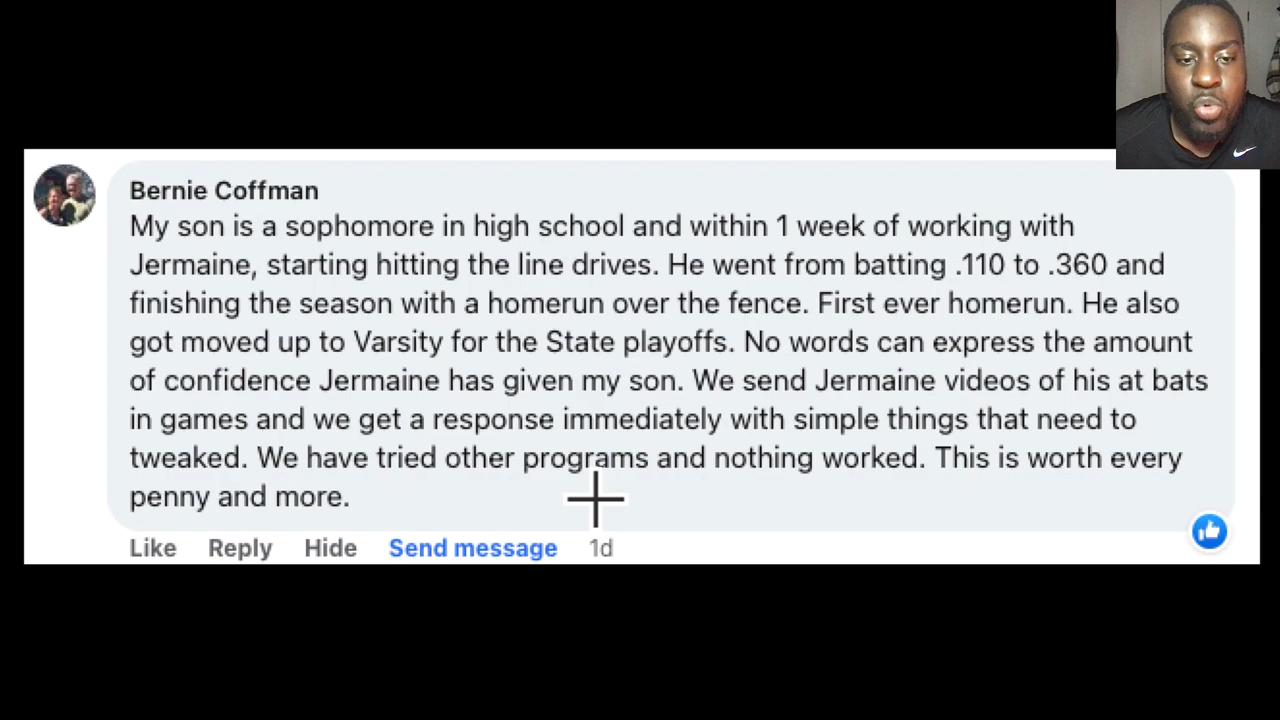 Bernie Coffman
My son is a sophomore in high school and within 1 week of working with
Jermaine, starting hitting the line drives. He went from batting .110 to .360 and
finishing the season with a homerun over the fence. First ever homerun. He also
got moved up to Varsity for the State playoffs. No words can express the amount
of confidence Jermaine has given my son. We send Jermaine videos of his at bats
in games and we get a response immediately with simple things that need to
tweaked. We have tried other programs and nothing worked. This is worth every
penny and more.
Like Reply Hide Send message 1d